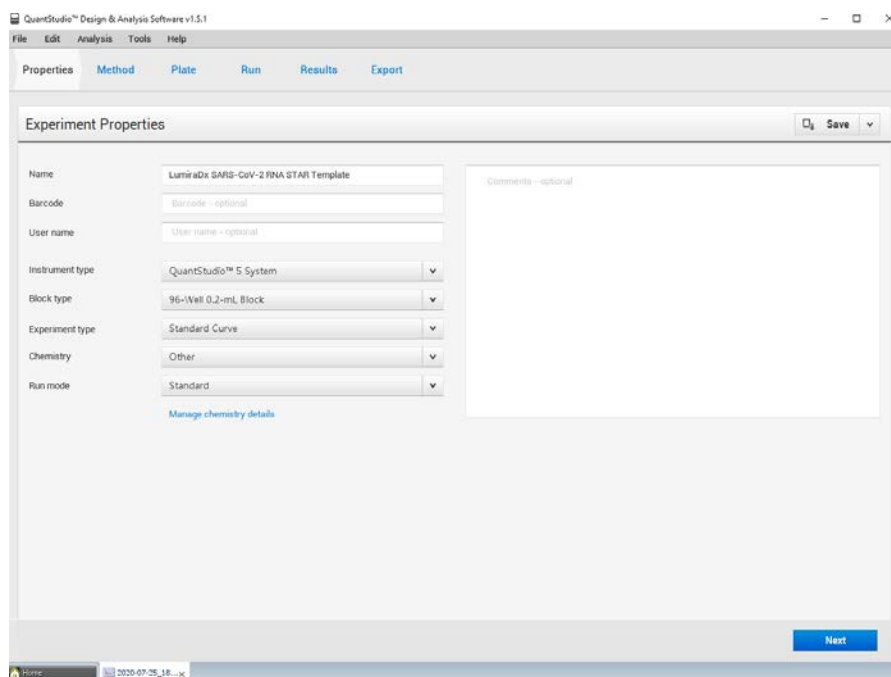 QuantStudio™ Design & Analysis Software v1.5.1
File Edit Analysis Tools Help
Properties Method Plate Run Results Export
Experiment Properties
Save
Name LumiraDx SARS-CoV-2 RNA STAR Template
Comments - optional
Barcode Barcode - optional
User name User name - optional
Instrument type QuantStudio™ 5 System
Block type 96-Well 0.2-mL Block
Experiment type Standard Curve
Chemistry Other
Run mode Standard
Manage chemistry details
Next
Home 2020-07-25_18...